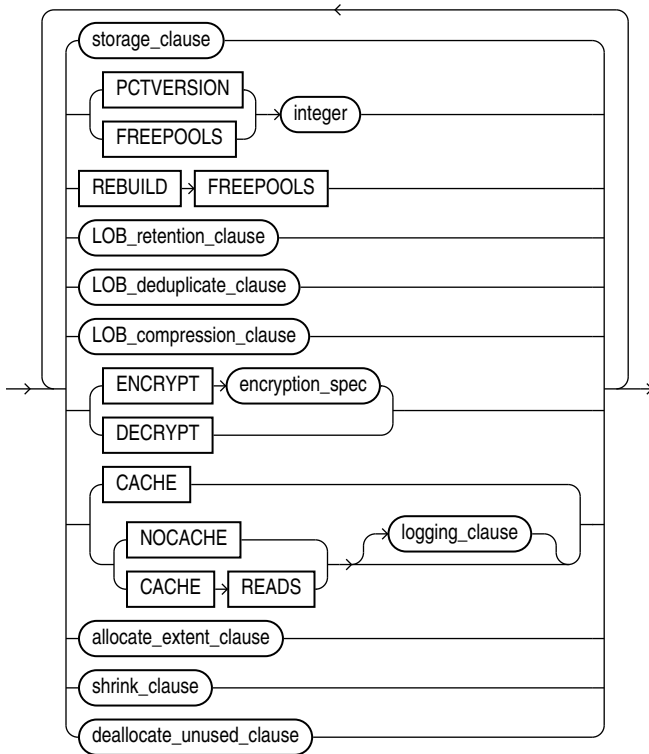 storage_clause
PCTVERSION
integer
FREEPOOLS
REBUILD FREEPOOLS
LOB_retention_clause
LOB_deduplicate_clause
LOB_compression_clause
ENCRYPT encryption_spec
DECRYPT
CACHE
NOCACHE logging_clause
CACHE READS
allocate_extent_clause
shrink_clause
deallocate_unused_clause